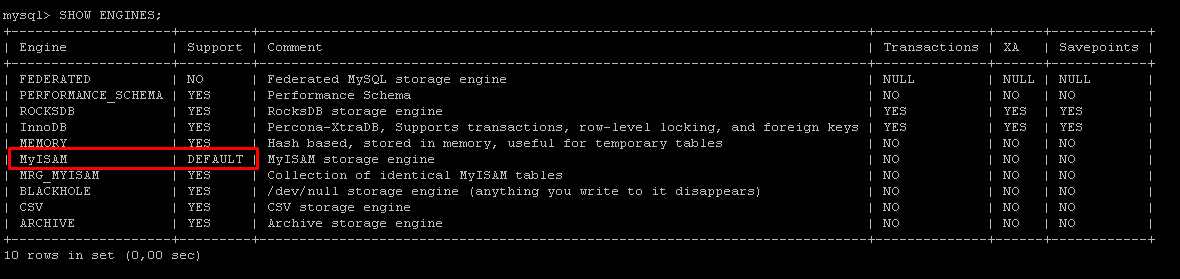 mysql> SHOW ENGINES;
+--------------------+---------+----------------------------------------------------------------------------+--------------+------+------------+
| Engine             | Support | Comment                                                                    | Transactions | XA   | Savepoints |
+--------------------+---------+----------------------------------------------------------------------------+--------------+------+------------+
| FEDERATED          | NO      | Federated MySQL storage engine                                             | NULL         | NULL | NULL       |
| PERFORMANCE_SCHEMA | YES     | Performance Schema                                                         | NO           | NO   | NO         |
| ROCKSDB            | YES     | RocksDB storage engine                                                     | YES          | YES  | YES        |
| InnoDB             | YES     | Percona-XtraDB, Supports transactions, row-level locking, and foreign keys | YES          | YES  | YES        |
| MEMORY             | YES     | Hash based, stored in memory, useful for temporary tables                  | NO           | NO   | NO         |
| MyISAM             | DEFAULT | MyISAM storage engine                                                      | NO           | NO   | NO         |
| MRG_MYISAM         | YES     | Collection of identical MyISAM tables                                      | NO           | NO   | NO         |
| BLACKHOLE          | YES     | /dev/null storage engine (anything you write to it disappears)             | NO           | NO   | NO         |
| CSV                | YES     | CSV storage engine                                                         | NO           | NO   | NO         |
| ARCHIVE            | YES     | Archive storage engine                                                     | NO           | NO   | NO         |
+--------------------+---------+----------------------------------------------------------------------------+--------------+------+------------+
10 rows in set (0,00 sec)